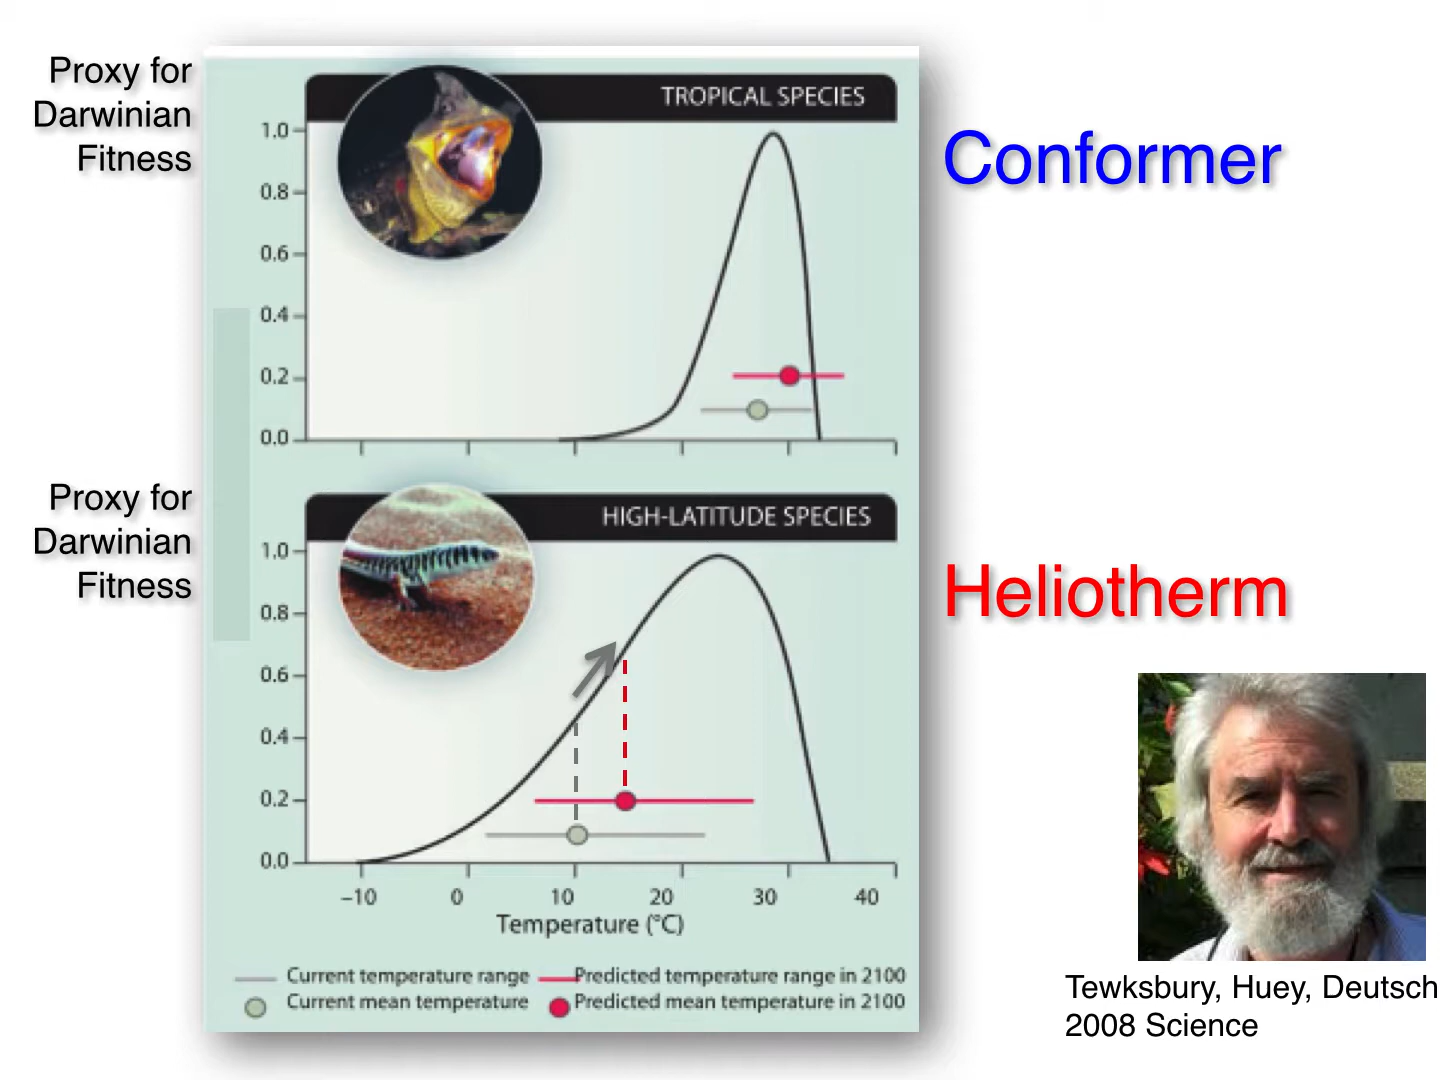 Proxy for
Darwinian
Fitness
TROPICAL SPECIES
1.0
0.8
0.6
0.4
0.2
0.0
Conformer
Proxy for
Darwinian
Fitness
HIGH-LATITUDE SPECIES
1.0
0.8
0.6
0.4
0.2
0.0
–10 0 10 20 30 40
Temperature (°C)
Heliotherm
Current temperature range Predicted temperature range in 2100
Current mean temperature Predicted mean temperature in 2100
Tewksbury, Huey, Deutsch
2008 Science